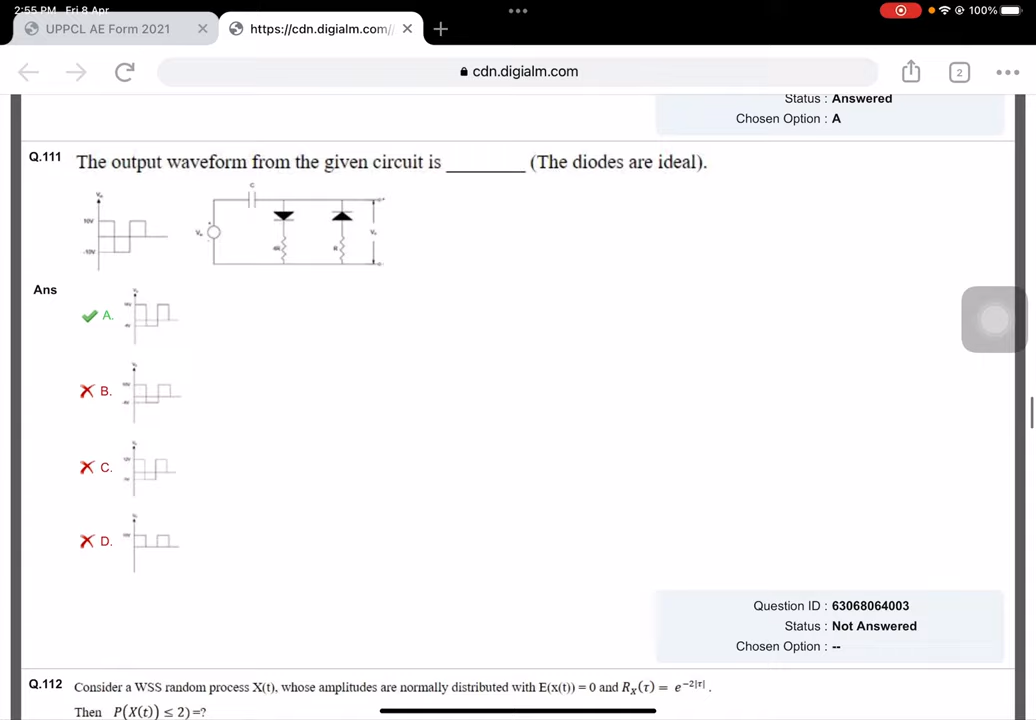 2:55 PM Fri 8 Apr
100%
UPPCL AE Form 2021
https://cdn.digialm.com//
cdn.digialm.com
2
Status : Answered
Chosen Option : A
Q.111 The output waveform from the given circuit is ________ (The diodes are ideal).
10V
-10V
C
R
Ans
A.
B.
C.
D.
Question ID : 63068064003
Status : Not Answered
Chosen Option : --
Q.112 Consider a WSS random process X(t), whose amplitudes are normally distributed with E(x(t)) = 0 and R_X(τ) = e^{-2|τ|} .
Then P(X(t)) ≤ 2) =?